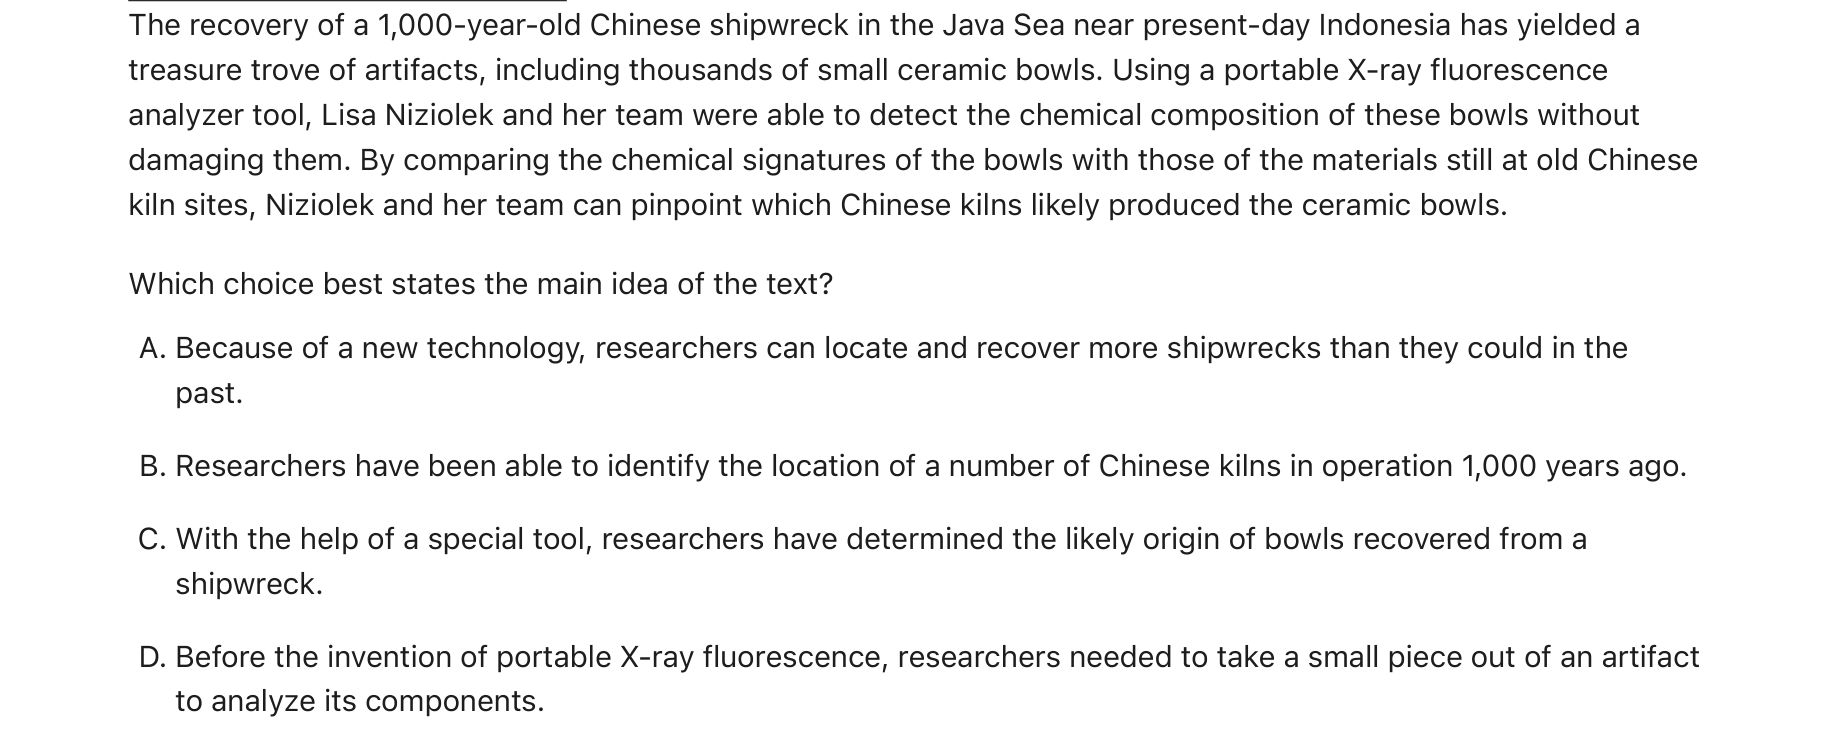 The recovery of a 1,000-year-old Chinese shipwreck in the Java Sea near present-day Indonesia has yielded a
treasure trove of artifacts, including thousands of small ceramic bowls. Using a portable X-ray fluorescence
analyzer tool, Lisa Niziolek and her team were able to detect the chemical composition of these bowls without
damaging them. By comparing the chemical signatures of the bowls with those of the materials still at old Chinese
kiln sites, Niziolek and her team can pinpoint which Chinese kilns likely produced the ceramic bowls.
Which choice best states the main idea of the text?
A. Because of a new technology, researchers can locate and recover more shipwrecks than they could in the
past.
B. Researchers have been able to identify the location of a number of Chinese kilns in operation 1,000 years ago.
C. With the help of a special tool, researchers have determined the likely origin of bowls recovered from a
shipwreck.
D. Before the invention of portable X-ray fluorescence, researchers needed to take a small piece out of an artifact
to analyze its components.